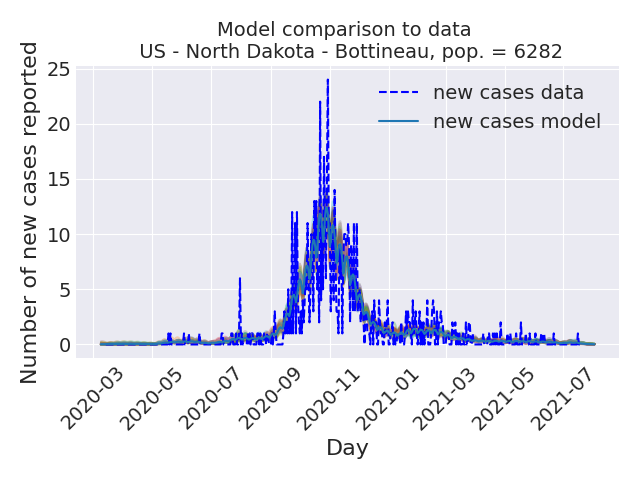 Model comparison to data
US - North Dakota - Bottineau, pop. = 6282
Number of new cases reported
25
20
15
10
5
0
new cases data
new cases model
2020-03
2020-05
2020-07
2020-09
2020-11
2021-01
2021-03
2021-05
2021-07
Day